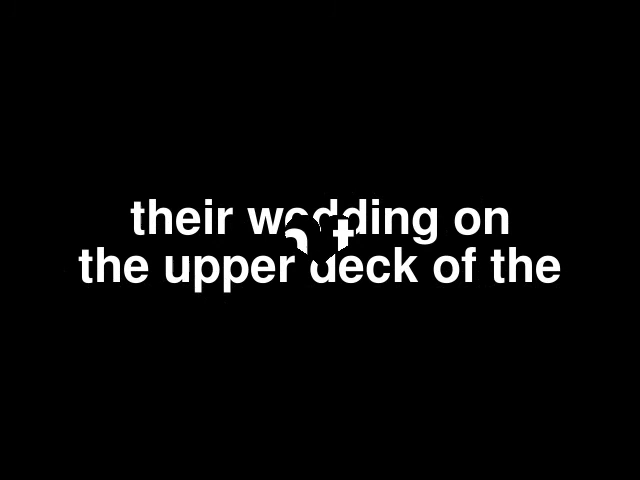 their wedding on
the upper deck of the